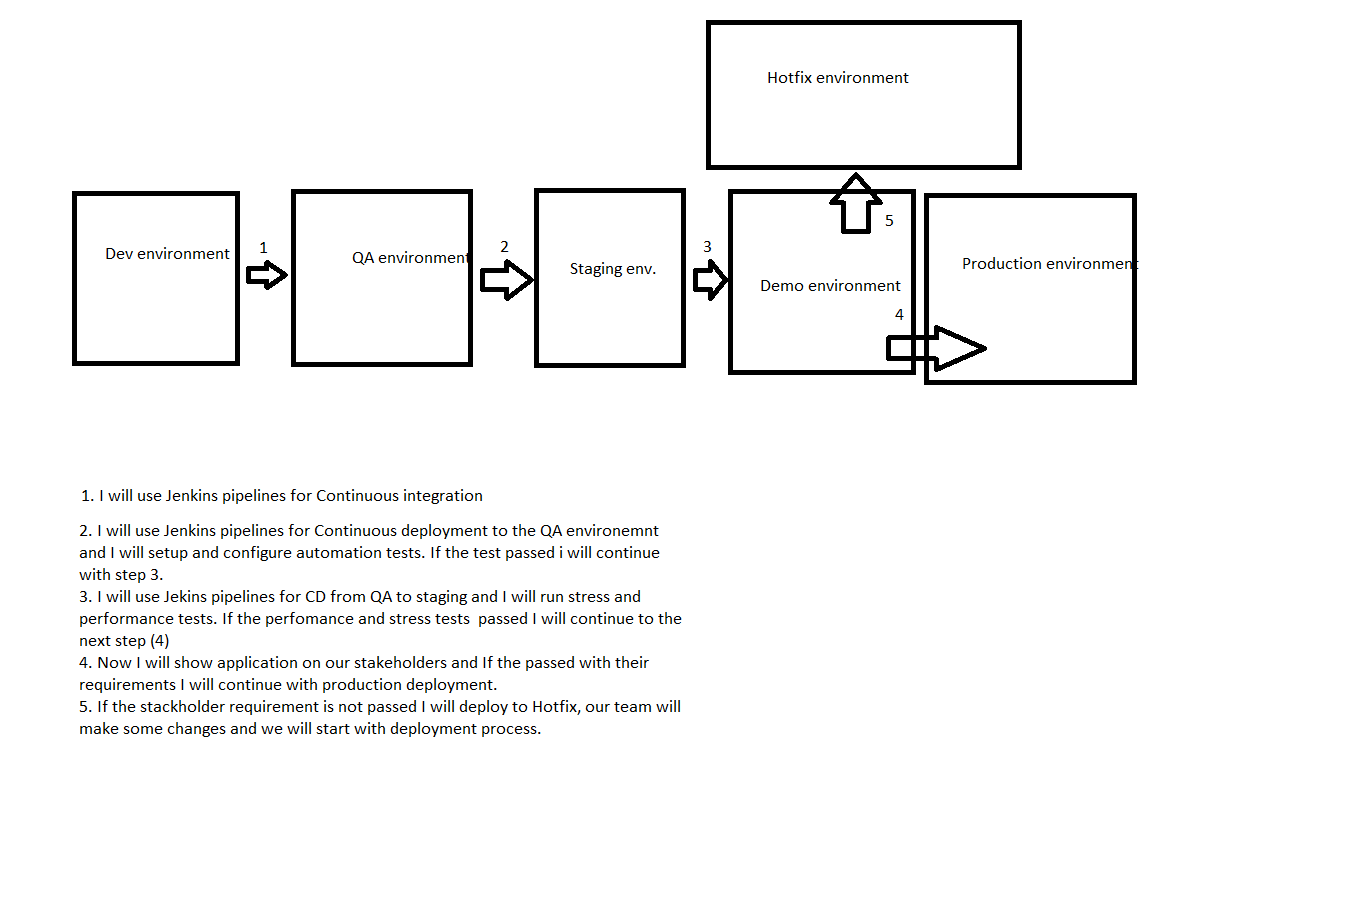 Hotfix environment
Dev environment
1
QA environment
2
Staging env.
3
5
Demo environment
4
Production environment
1. I will use Jenkins pipelines for Continuous integration
2. I will use Jenkins pipelines for Continuous deployment to the QA environemnt
and I will setup and configure automation tests. If the test passed i will continue
with step 3.
3. I will use Jekins pipelines for CD from QA to staging and I will run stress and
performance tests. If the perfomance and stress tests  passed I will continue to the
next step (4)
4. Now I will show application on our stakeholders and If the passed with their
requirements I will continue with production deployment.
5. If the stackholder requirement is not passed I will deploy to Hotfix, our team will
make some changes and we will start with deployment process.